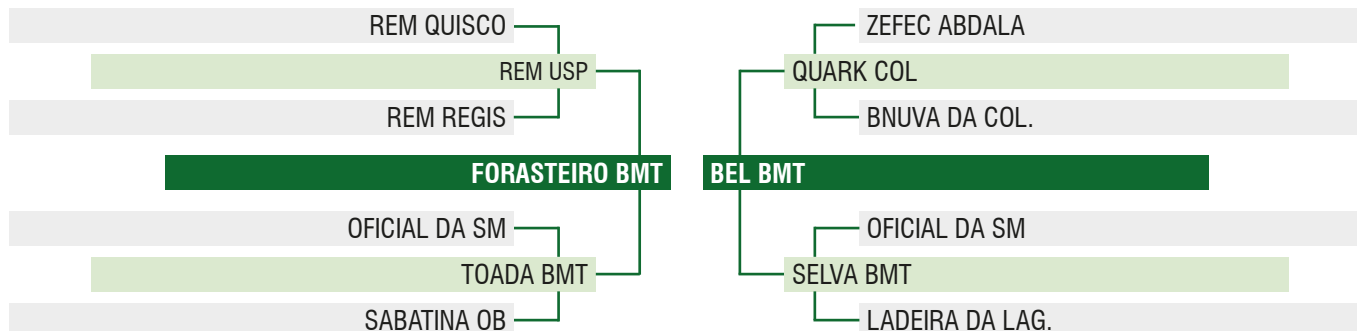 REM QUISCO
REM USP
REM REGIS
FORASTEIRO BMT
OFICIAL DA SM
TOADA BMT
SABATINA OB
ZEFEC ABDALA
QUARK COL
BNUVA DA COL.
BEL BMT
OFICIAL DA SM
SELVA BMT
LADEIRA DA LAG.